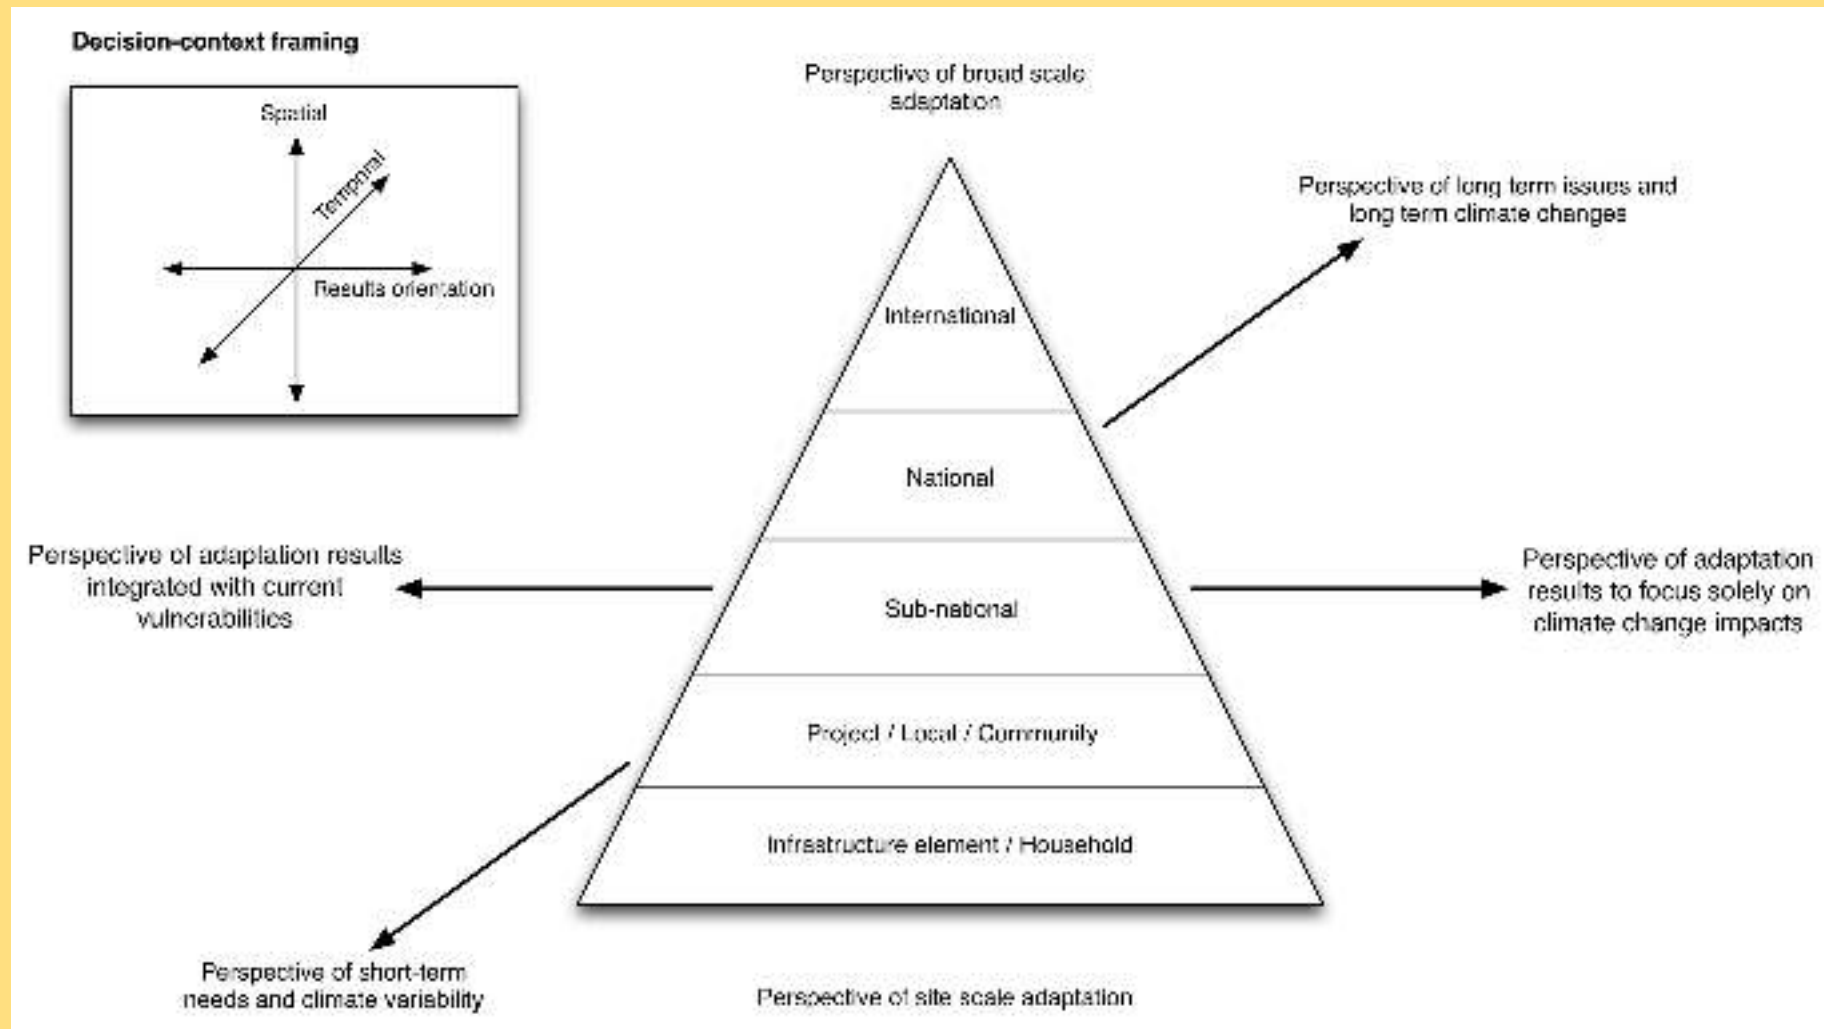 Decision-context framing
Spatial
Temporal
Results orientation
Perspective of broad scale
adaptation
Perspective of long term issues and
long term climate changes
International
National
Sub-national
Project / Local / Community
Infrastructure element / Household
Perspective of adaptation results
integrated with current
vulnerabilities
Perspective of adaptation
results to focus solely on
climate change impacts
Perspective of short-term
needs and climate variability
Perspective of site scale adaptation